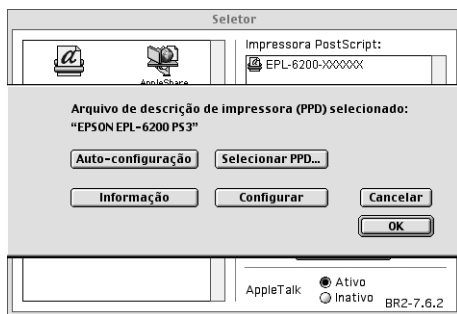 Seletor
Impressora PostScript:
EPL-6200-XXXXXX
AppleShare
Arquivo de descrição de impressora (PPD) selecionado:
“EPSON EPL-6200 PS3”
Auto-configuração
Selecionar PPD...
Informação
Configurar
Cancelar
OK
AppleTalk
Ativo
Inativo
BR2-7.6.2